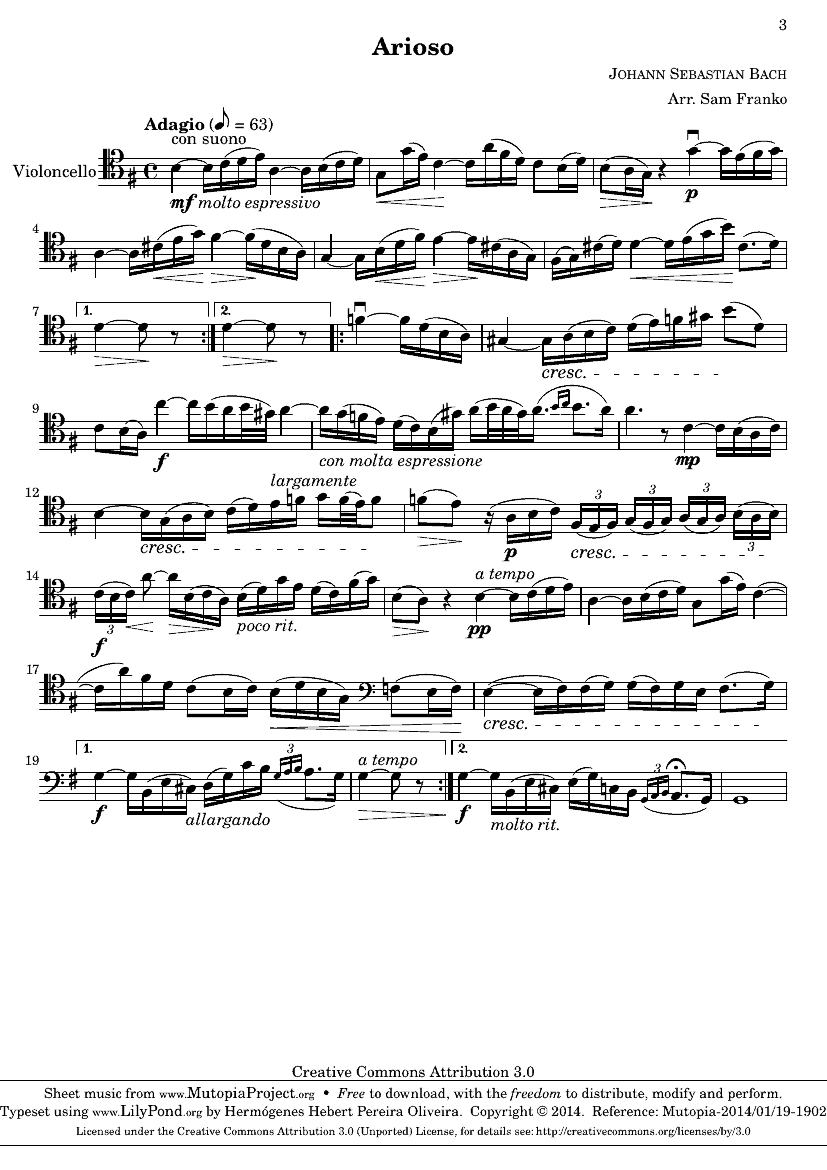 3
Arioso
JOHANN SEBASTIAN BACH
Arr. Sam Franko
Adagio (♪ = 63)
con suono
Violoncello
mf molto espressivo
p
4
7
1.
2.
cresc.
9
f
con molta espressione
mp
12
largamente
cresc.
p
cresc.
3
3
3
3
14
a tempo
3
poco rit.
f
pp
17
cresc.
19
1.
2.
3
a tempo
3
f
allargando
f
molto rit.
Creative Commons Attribution 3.0
Sheet music from www.MutopiaProject.org • Free to download, with the freedom to distribute, modify and perform.
Typeset using www.LilyPond.org by Hermógenes Hebert Pereira Oliveira. Copyright © 2014. Reference: Mutopia-2014/01/19-1902
Licensed under the Creative Commons Attribution 3.0 (Unported) License, for details see: http://creativecommons.org/licenses/by/3.0